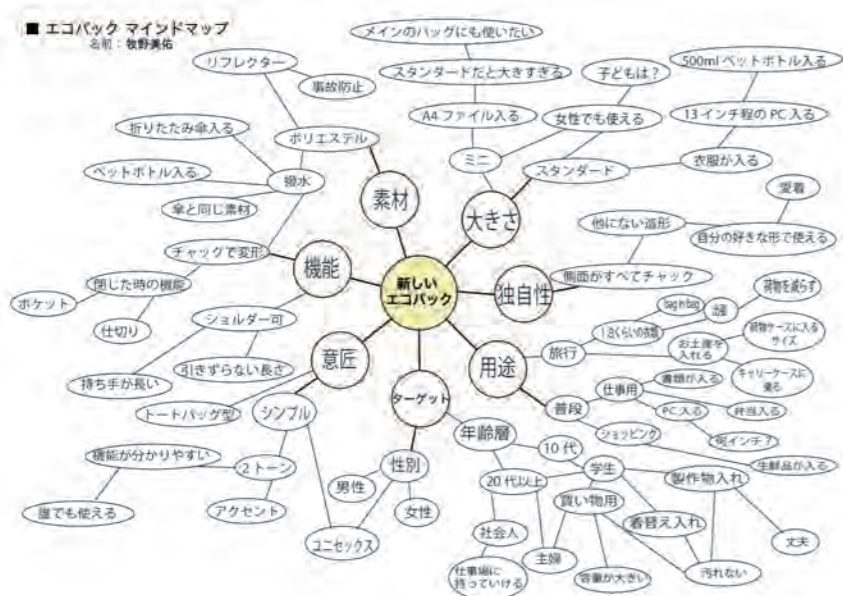 ■ エコバック マインドマップ
名前：牧野美佑
新しい
エコバック
素材
ポリエステル
リフレクター
事故防止
撥水
折りたたみ傘入る
ペットボトル入る
傘と同じ素材
大きさ
ミニ
A4 ファイル入る
スタンダードだと大きすぎる
メインのバッグにも使いたい
女性でも使える
子どもは？
スタンダード
衣服が入る
13 インチ程の PC 入る
500ml ペットボトル入る
独自性
側面がすべてチャック
他にない造形
自分の好きな形で使える
愛着
用途
旅行
bag in bag
1泊くらいの衣類
荷物を減らす
お土産を
入れる
荷物ケースに入る
サイズ
キャリーケースに
乗る
普段
仕事用
書類が入る
PC 入る
弁当入る
何インチ？
ショッピング
生鮮品が入る
ターゲット
年齢層
10 代
20 代以上
学生
製作物入れ
丈夫
着替え入れ
汚れない
買い物用
容量が大きい
主婦
社会人
仕事場に
持っていける
性別
男性
女性
ユニセックス
意匠
シンプル
トートバッグ型
2 トーン
アクセント
機能が分かりやすい
誰でも使える
機能
チャックで変形
閉じた時の機能
ポケット
仕切り
ショルダー可
持ち手が長い
引きずらない長さ